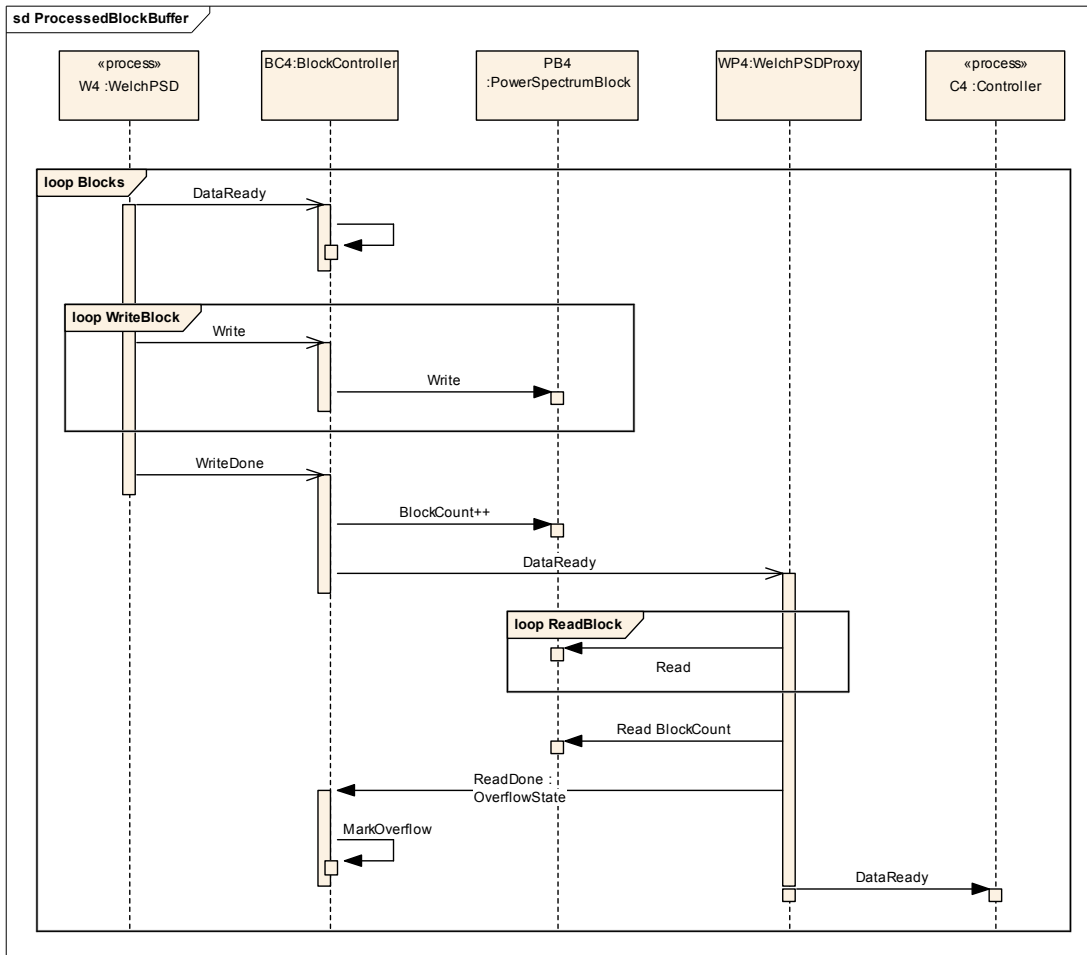 sd ProcessedBlockBuffer
«process»
W4 :WelchPSD
BC4:BlockController
PB4
:PowerSpectrumBlock
WP4:WelchPSDProxy
«process»
C4 :Controller
loop Blocks
DataReady
loop WriteBlock
Write
Write
WriteDone
BlockCount++
DataReady
loop ReadBlock
Read
Read BlockCount
ReadDone :
OverflowState
MarkOverflow
DataReady